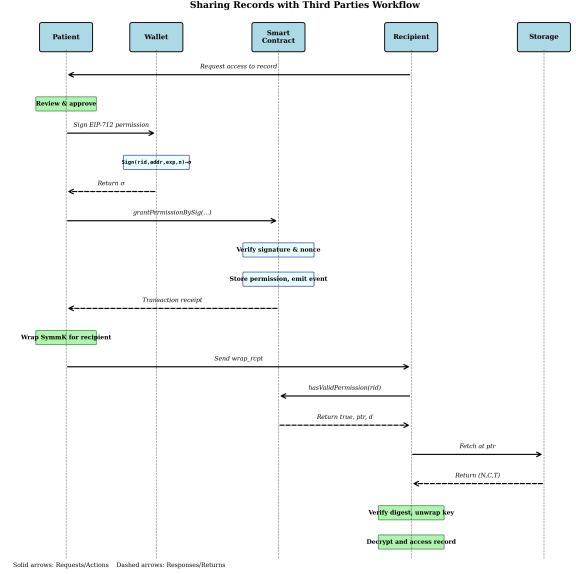 Sharing Records with Third Parties Workflow
Patient
Wallet
Smart
Contract
Recipient
Storage
Request access to record
Review & approve
Sign EIP-712 permission
Sign(rid,addr,exp,n)→σ
Return σ
grantPermissionBySig(...)
Verify signature & nonce
Store permission, emit event
Transaction receipt
Wrap SymmK for recipient
Send wrap_rcpt
hasValidPermission(rid)
Return true, ptr, d
Fetch at ptr
Return (N,C,T)
Verify digest, unwrap key
Decrypt and access record
Solid arrows: Requests/Actions    Dashed arrows: Responses/Returns